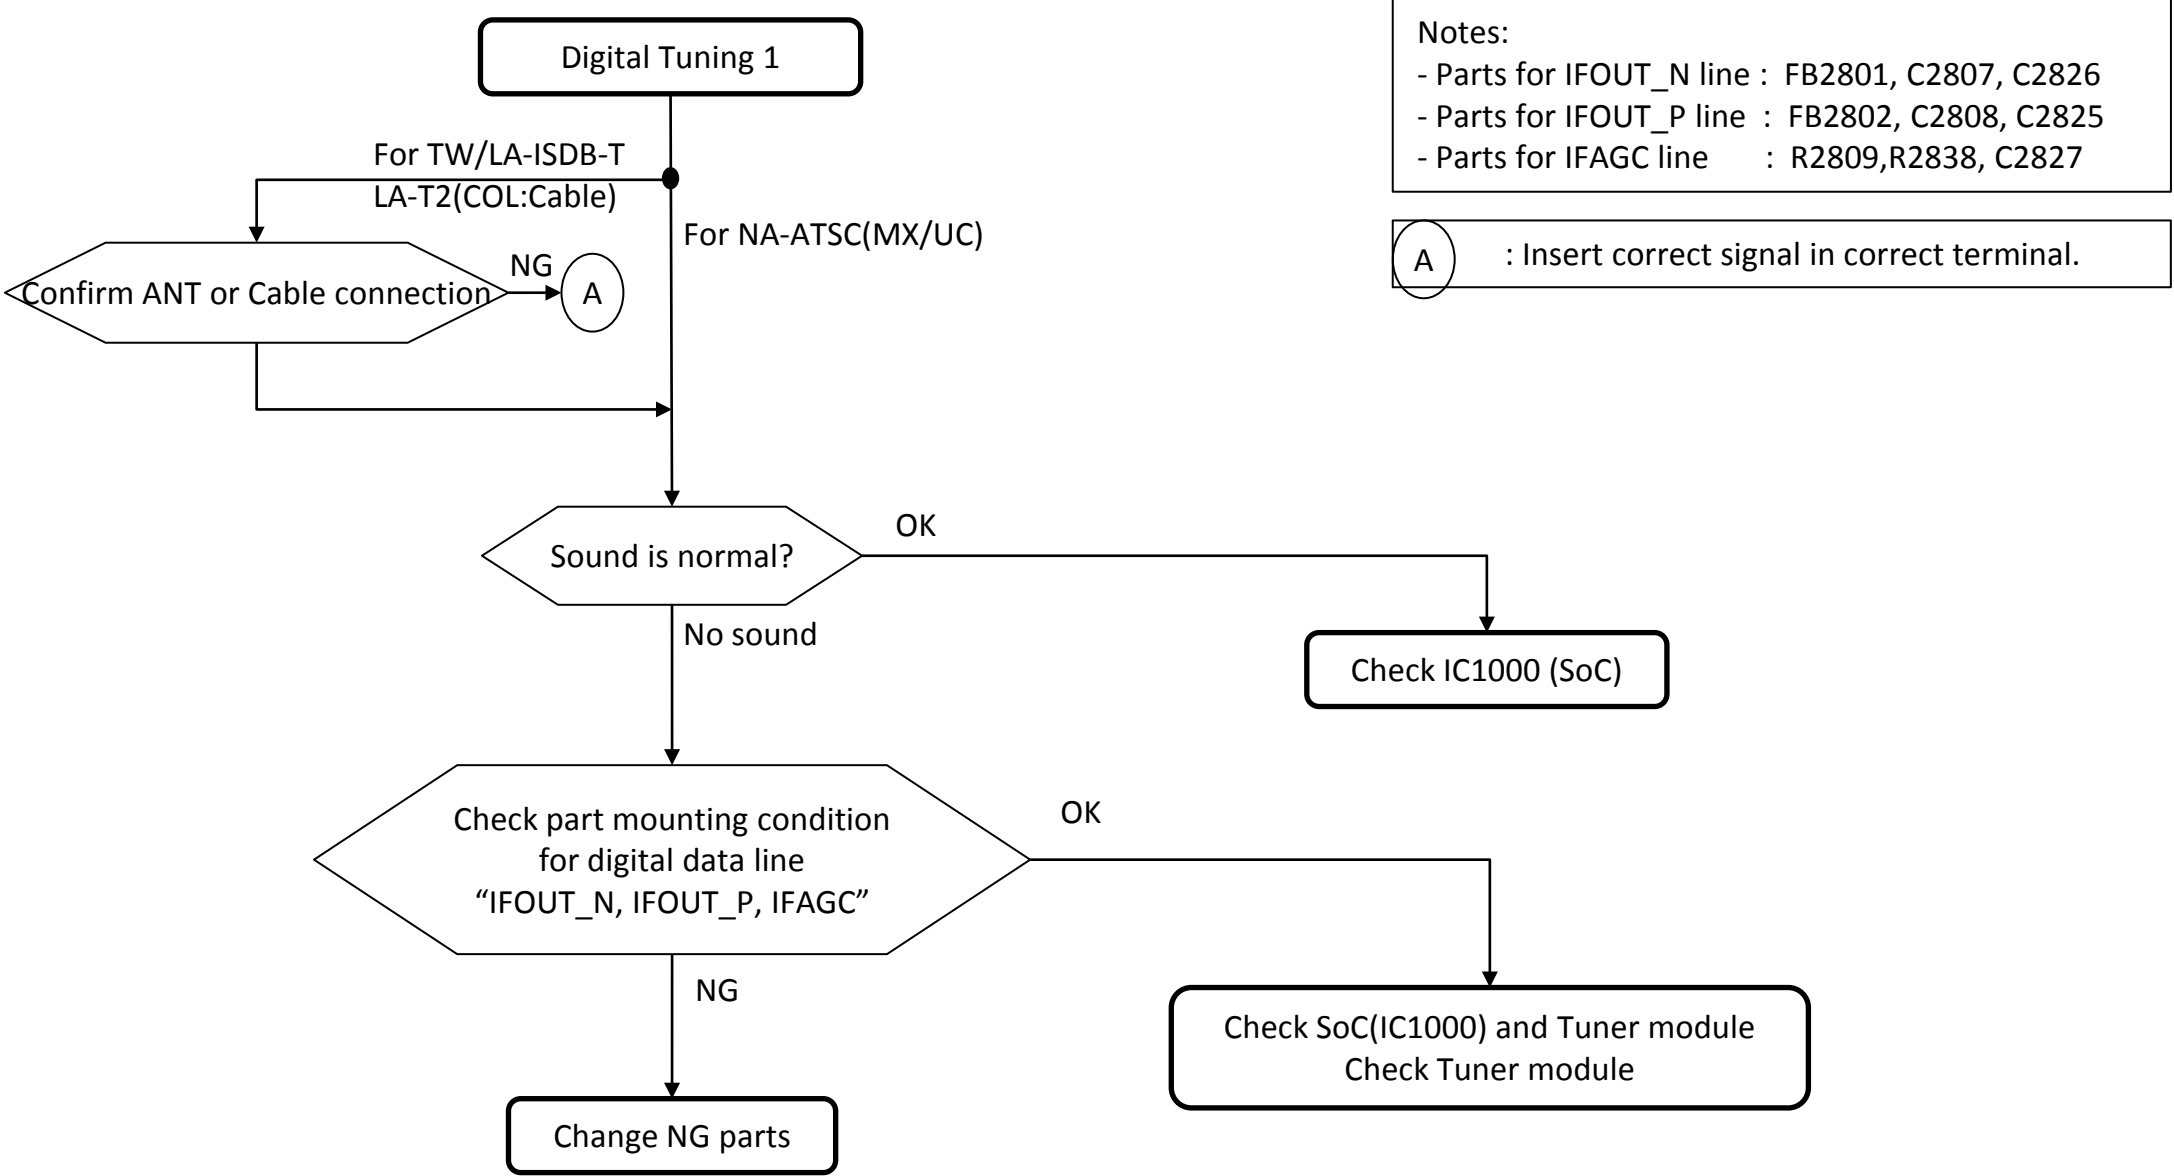 Digital Tuning 1
Notes:
- Parts for IFOUT_N line : FB2801, C2807, C2826
- Parts for IFOUT_P line : FB2802, C2808, C2825
- Parts for IFAGC line : R2809,R2838, C2827
A : Insert correct signal in correct terminal.
For TW/LA-ISDB-T
LA-T2(COL:Cable)
For NA-ATSC(MX/UC)
Confirm ANT or Cable connection
NG
A
Sound is normal?
OK
No sound
Check IC1000 (SoC)
Check part mounting condition
for digital data line
“IFOUT_N, IFOUT_P, IFAGC”
OK
NG
Check SoC(IC1000) and Tuner module
Check Tuner module
Change NG parts